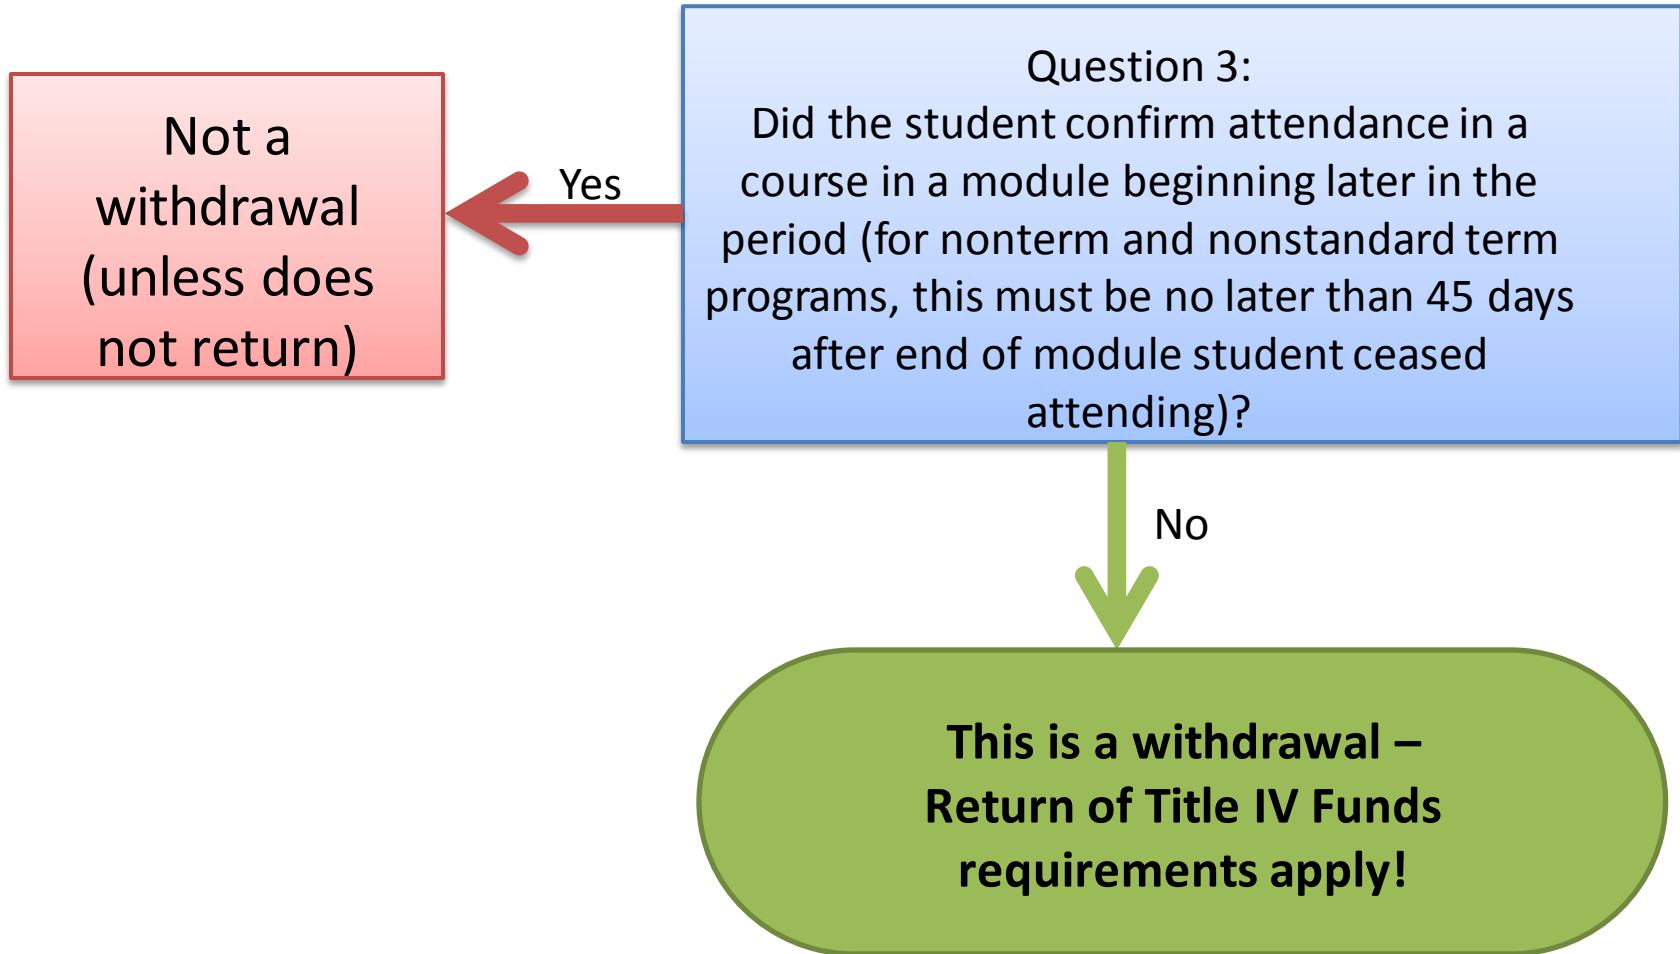 Not a
withdrawal
(unless does
not return)
Yes
Question 3:
Did the student confirm attendance in a
course in a module beginning later in the
period (for nonterm and nonstandard term
programs, this must be no later than 45 days
after end of module student ceased
attending)?
No
This is a withdrawal –
Return of Title IV Funds
requirements apply!